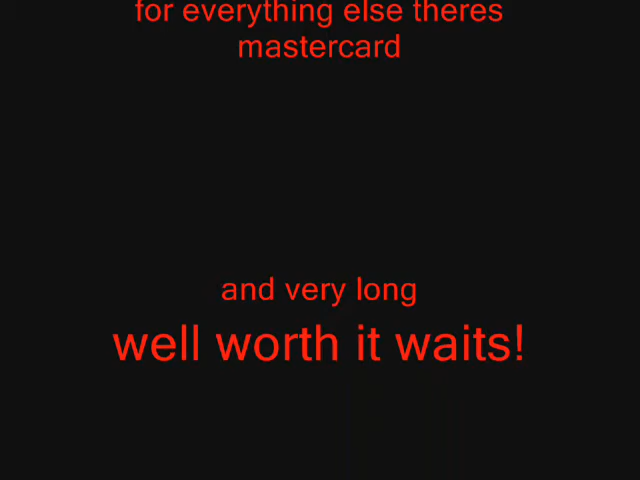 for everything else theres
mastercard
and very long
well worth it waits!